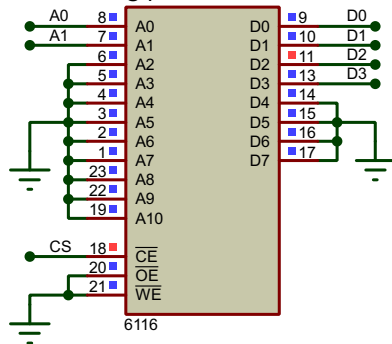 A0 8 A0 D0 9 D0
A1 7 A1 D1 10 D1
6 A2 D2 11 D2
5 A3 D3 13 D3
4 A4 D4 14
3 A5 D5 15
2 A6 D6 16
1 A7 D7 17
23 A8
22 A9
19 A10
CS 18 CE
20 OE
21 WE
6116